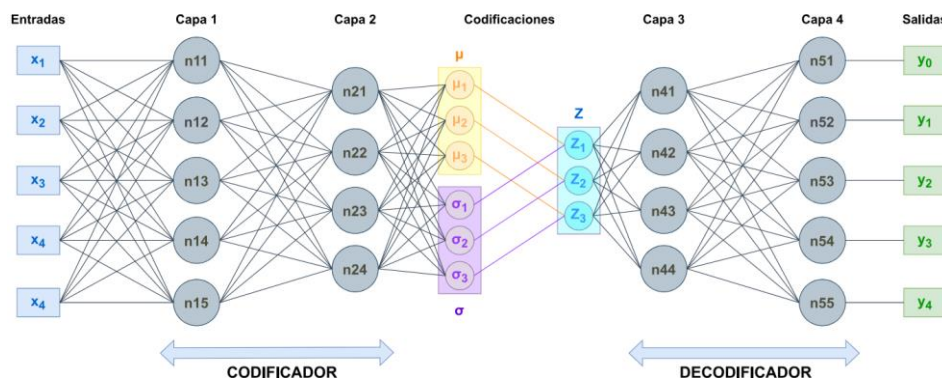 Entradas
Capa 1
Capa 2
Codificaciones
Capa 3
Capa 4
Salidas
x1
x2
x3
x4
x4
n11
n12
n13
n14
n15
n21
n22
n23
n24
μ
μ1
μ2
μ3
σ1
σ2
σ3
σ
Z
Z1
Z2
Z3
n41
n42
n43
n44
n51
n52
n53
n54
n55
y0
y1
y2
y3
y4
CODIFICADOR
DECODIFICADOR